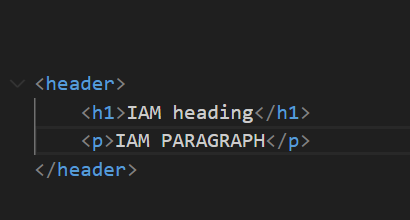 <header>
<h1>IAM heading</h1>
<p>IAM PARAGRAPH</p>
</header>